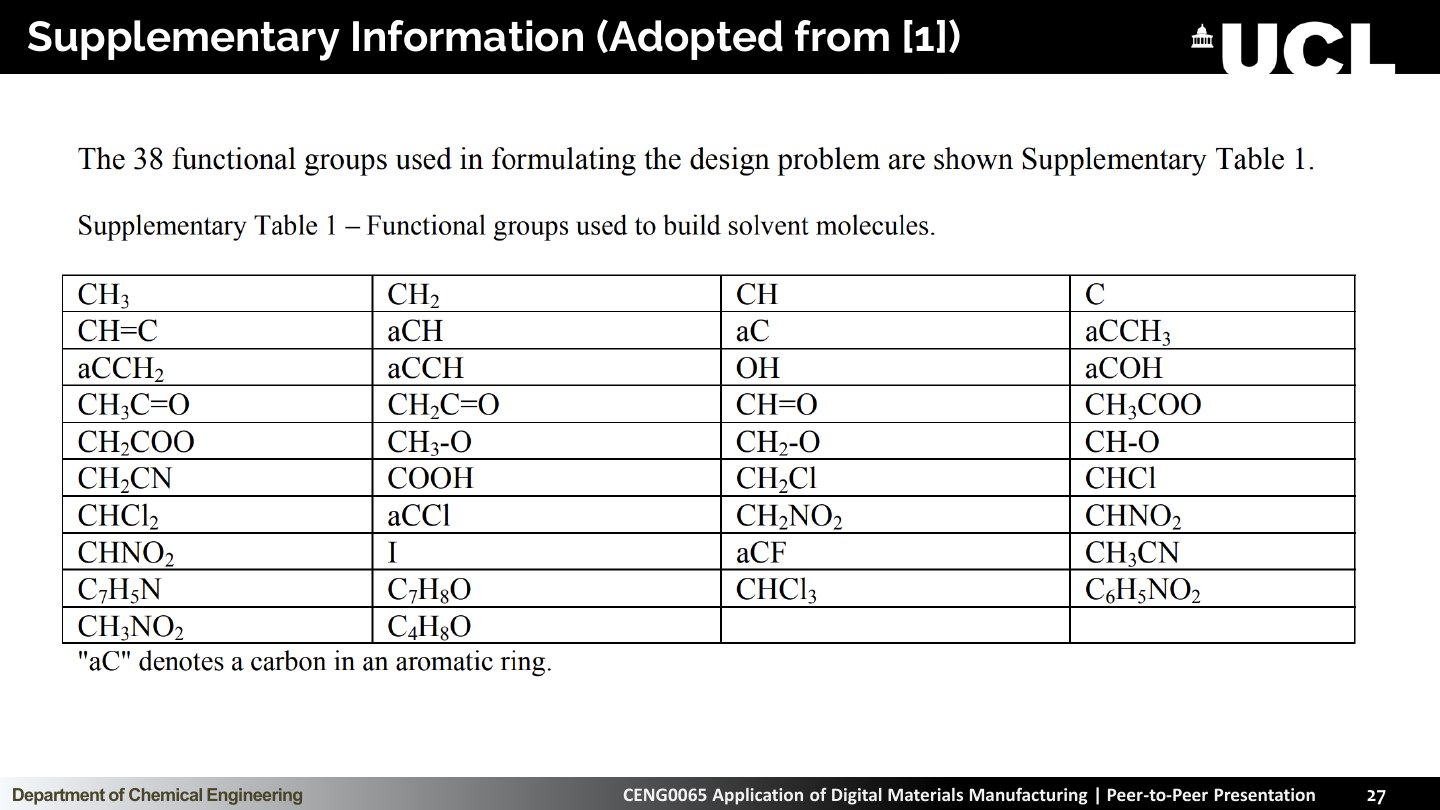 Supplementary Information (Adopted from [1])
UCL
The 38 functional groups used in formulating the design problem are shown Supplementary Table 1.
Supplementary Table 1 – Functional groups used to build solvent molecules.
CH₃ CH₂ CH C
CH=C aCH aC aCCH₃
aCCH₂ aCCH OH aCOH
CH₃C=O CH₂C=O CH=O CH₃COO
CH₂COO CH₃-O CH₂-O CH-O
CH₂CN COOH CH₂Cl CHCl
CHCl₂ aCCl CH₂NO₂ CHNO₂
CHNO₂ I aCF CH₃CN
C₇H₅N C₇H₈O CHCl₃ C₆H₅NO₂
CH₃NO₂ C₄H₈O
"aC" denotes a carbon in an aromatic ring.
Department of Chemical Engineering CENG0065 Application of Digital Materials Manufacturing | Peer-to-Peer Presentation 27